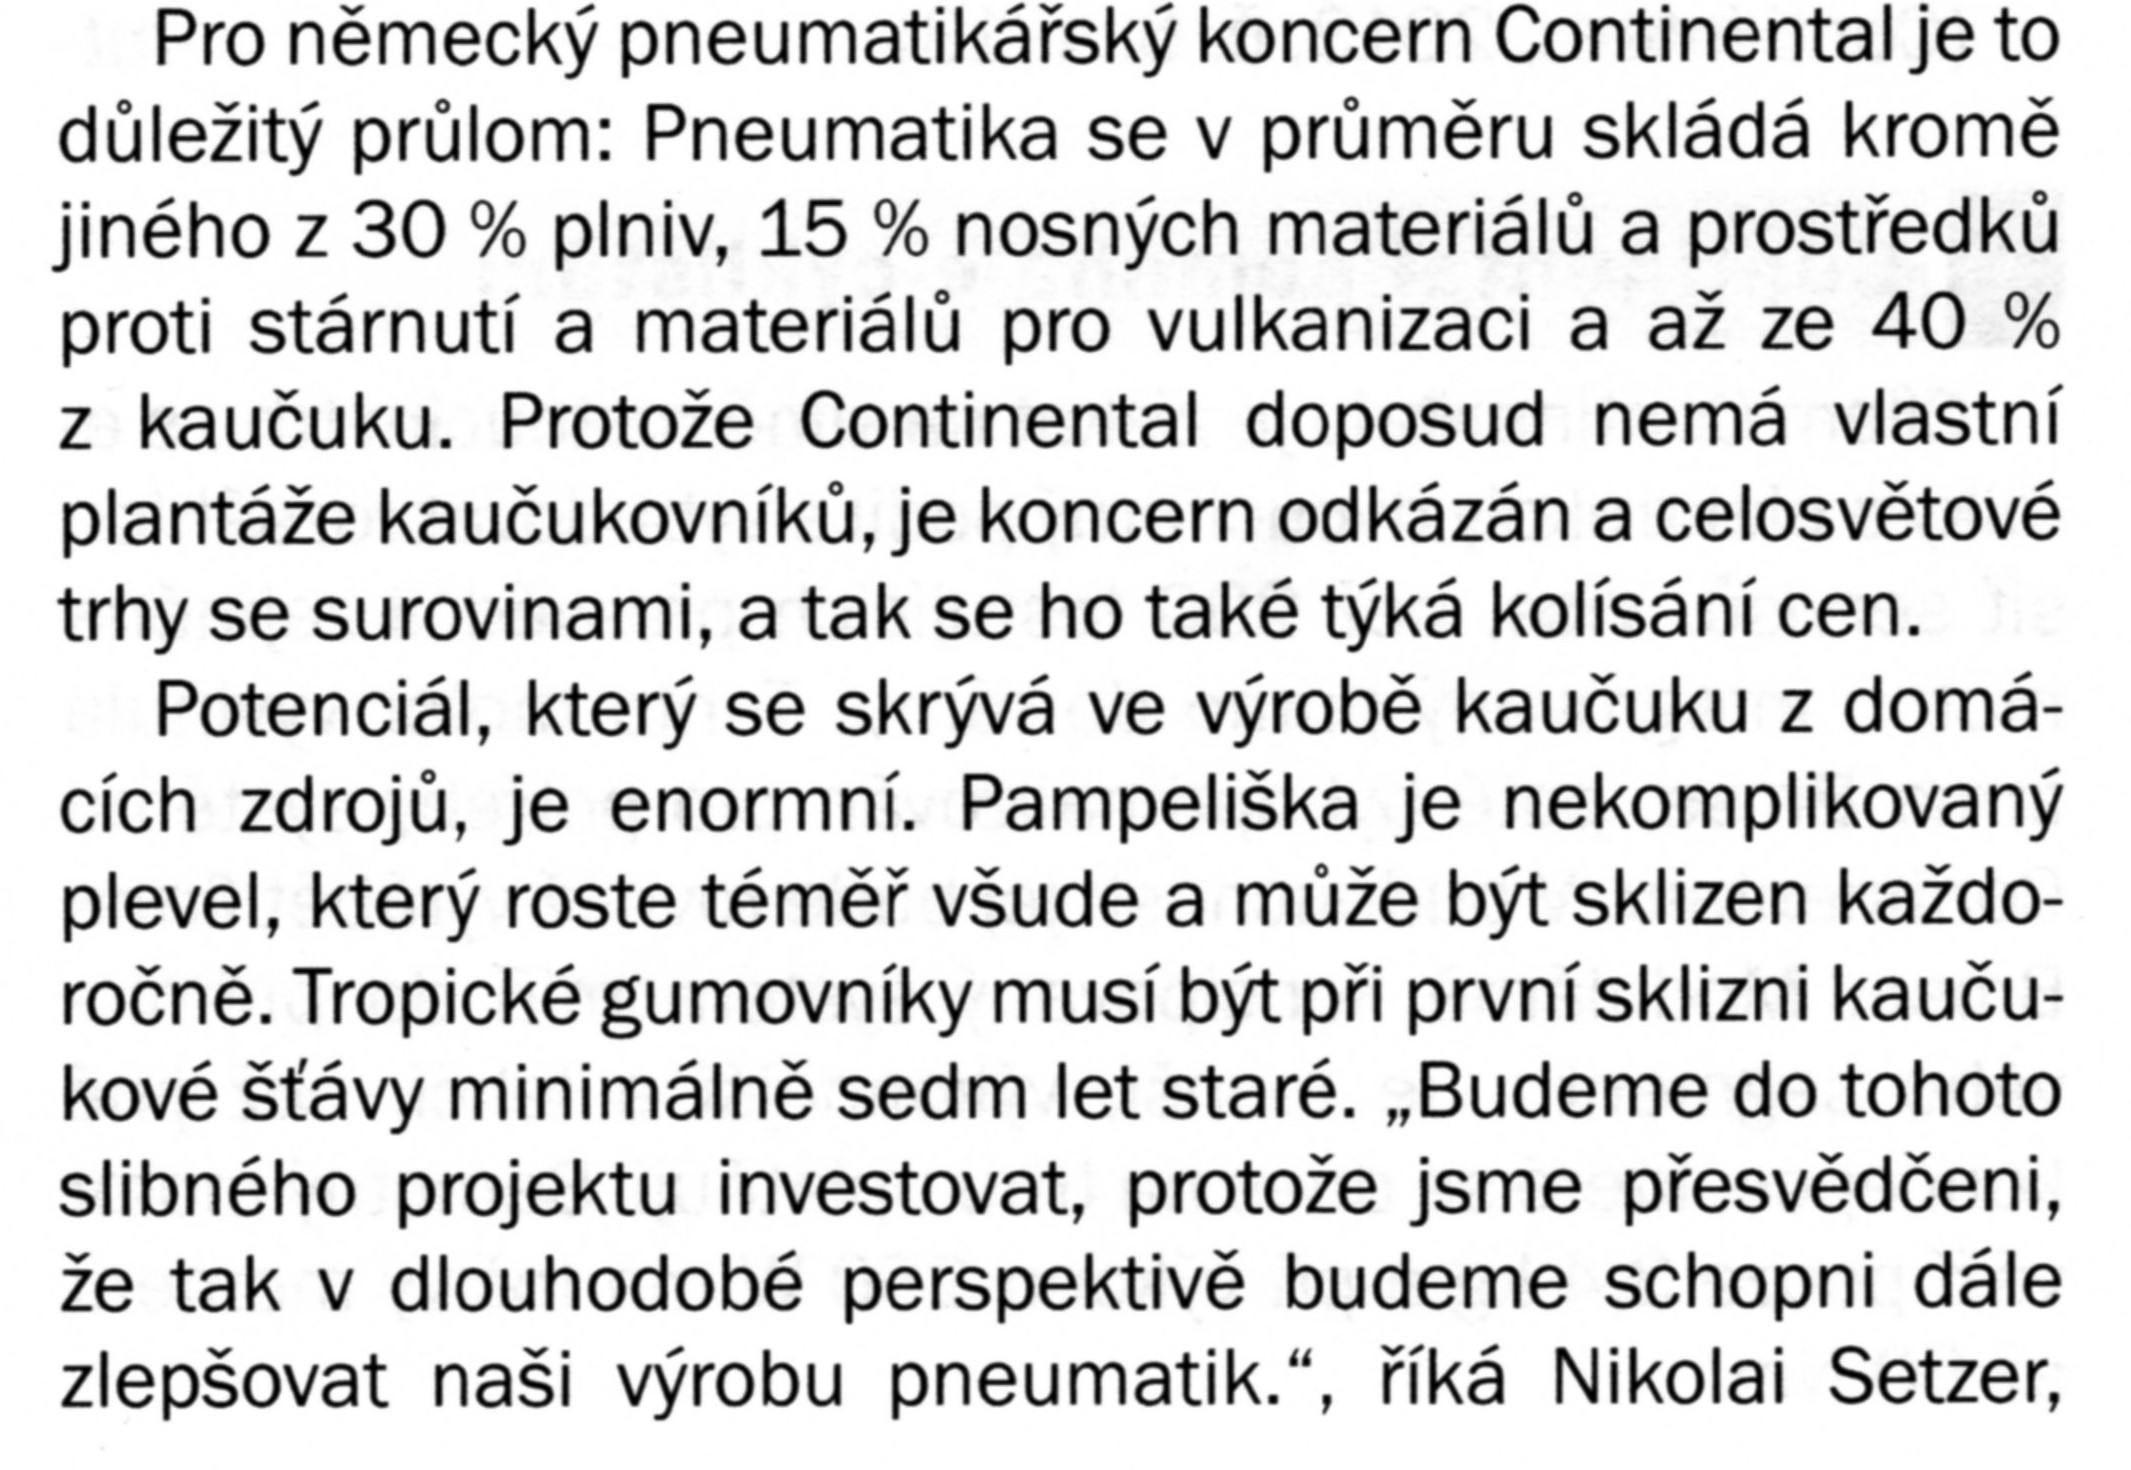 Pro německý pneumatikářský koncern Continental je to
důležitý průlom: Pneumatika se v průměru skládá kromě
jiného z 30 % plniv, 15 % nosných materiálů a prostředků
proti stárnutí a materiálů pro vulkanizaci a až ze 40 %
z kaučuku. Protože Continental doposud nemá vlastní
plantáže kaučukovníků, je koncern odkázán a celosvětové
trhy se surovinami, a tak se ho také týká kolísání cen.
Potenciál, který se skrývá ve výrobě kaučuku z domá-
cích zdrojů, je enormní. Pampeliška je nekomplikovaný
plevel, který roste téměř všude a může být sklizen každo-
ročně. Tropické gumovníky musí být při první sklizni kauču-
kové šťávy minimálně sedm let staré. „Budeme do tohoto
slibného projektu investovat, protože jsme přesvědčeni,
že tak v dlouhodobé perspektivě budeme schopni dále
zlepšovat naši výrobu pneumatik.“, říká Nikolai Setzer,